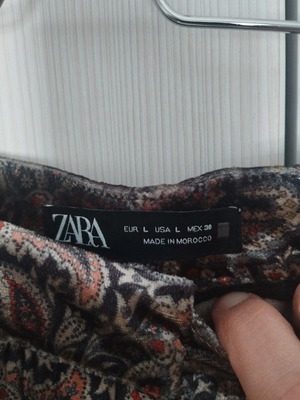 ZARA
EUR L USA L MEX 30
MADE IN MOROCCO